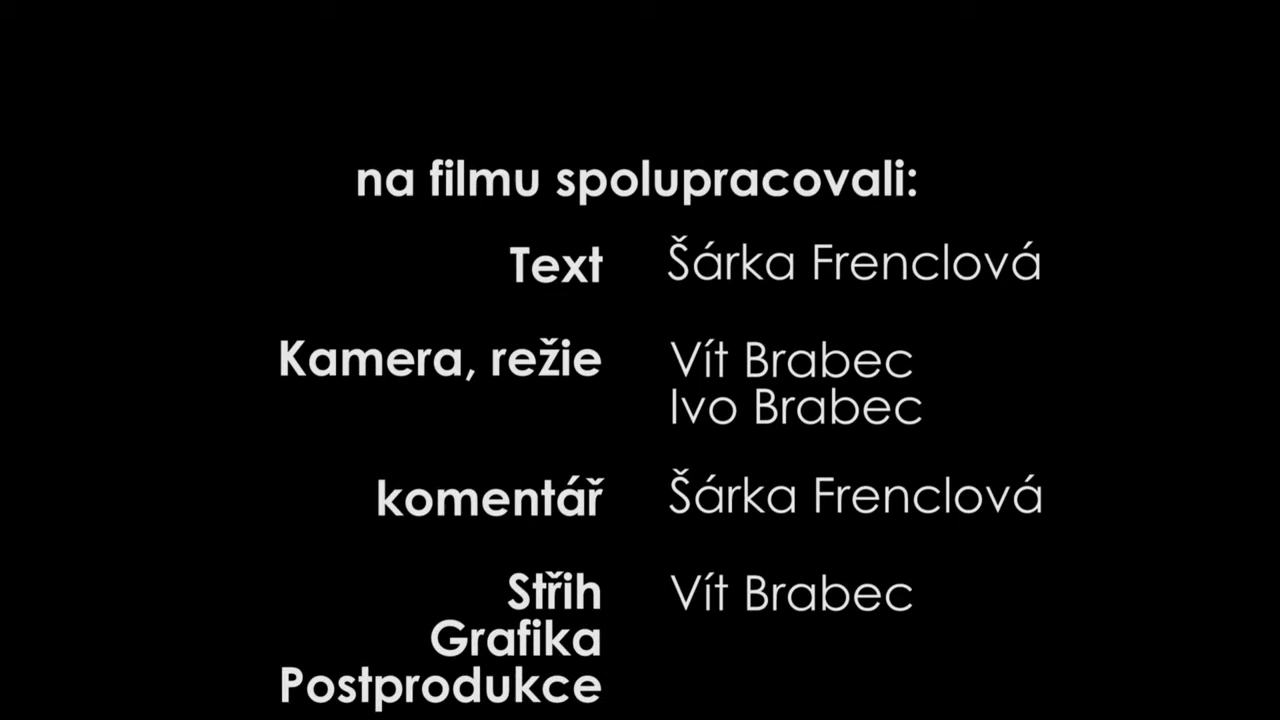 na filmu spolupracovali:
Text Šárka Frenclová
Kamera, režie Vít Brabec
Ivo Brabec
komentář Šárka Frenclová
Střih Vít Brabec
Grafika
Postprodukce